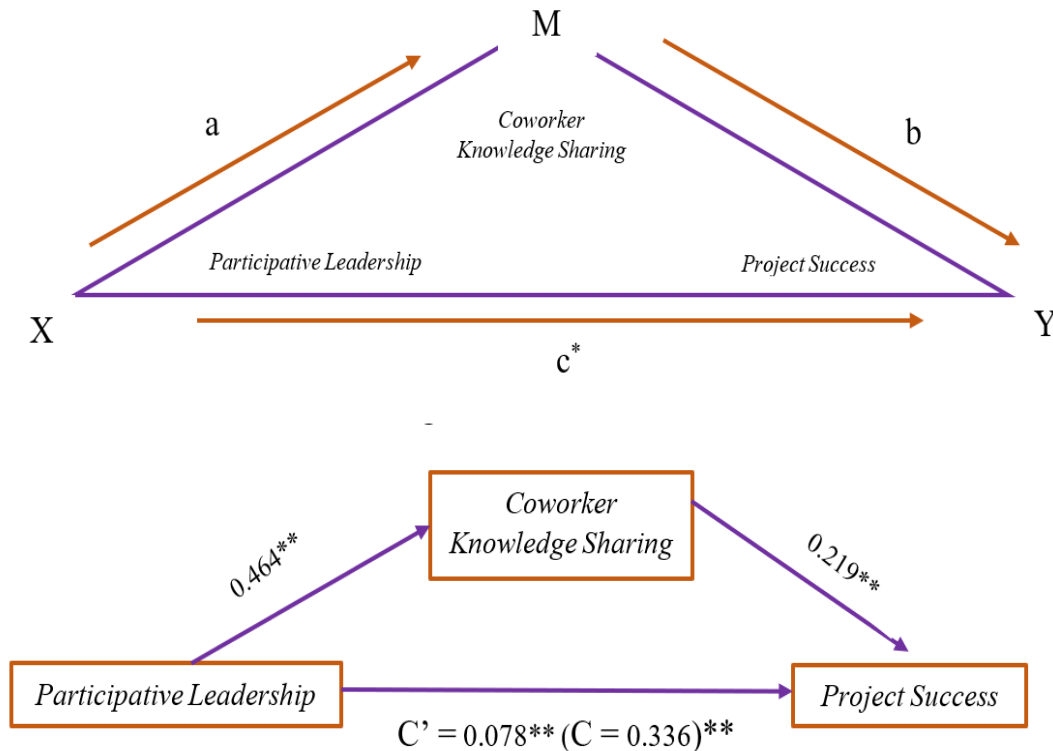 M
a
Coworker
Knowledge Sharing
b
Participative Leadership
Project Success
X
Y
c*
Coworker
Knowledge Sharing
0.464**
0.219**
Participative Leadership
Project Success
C’ = 0.078** (C = 0.336)**